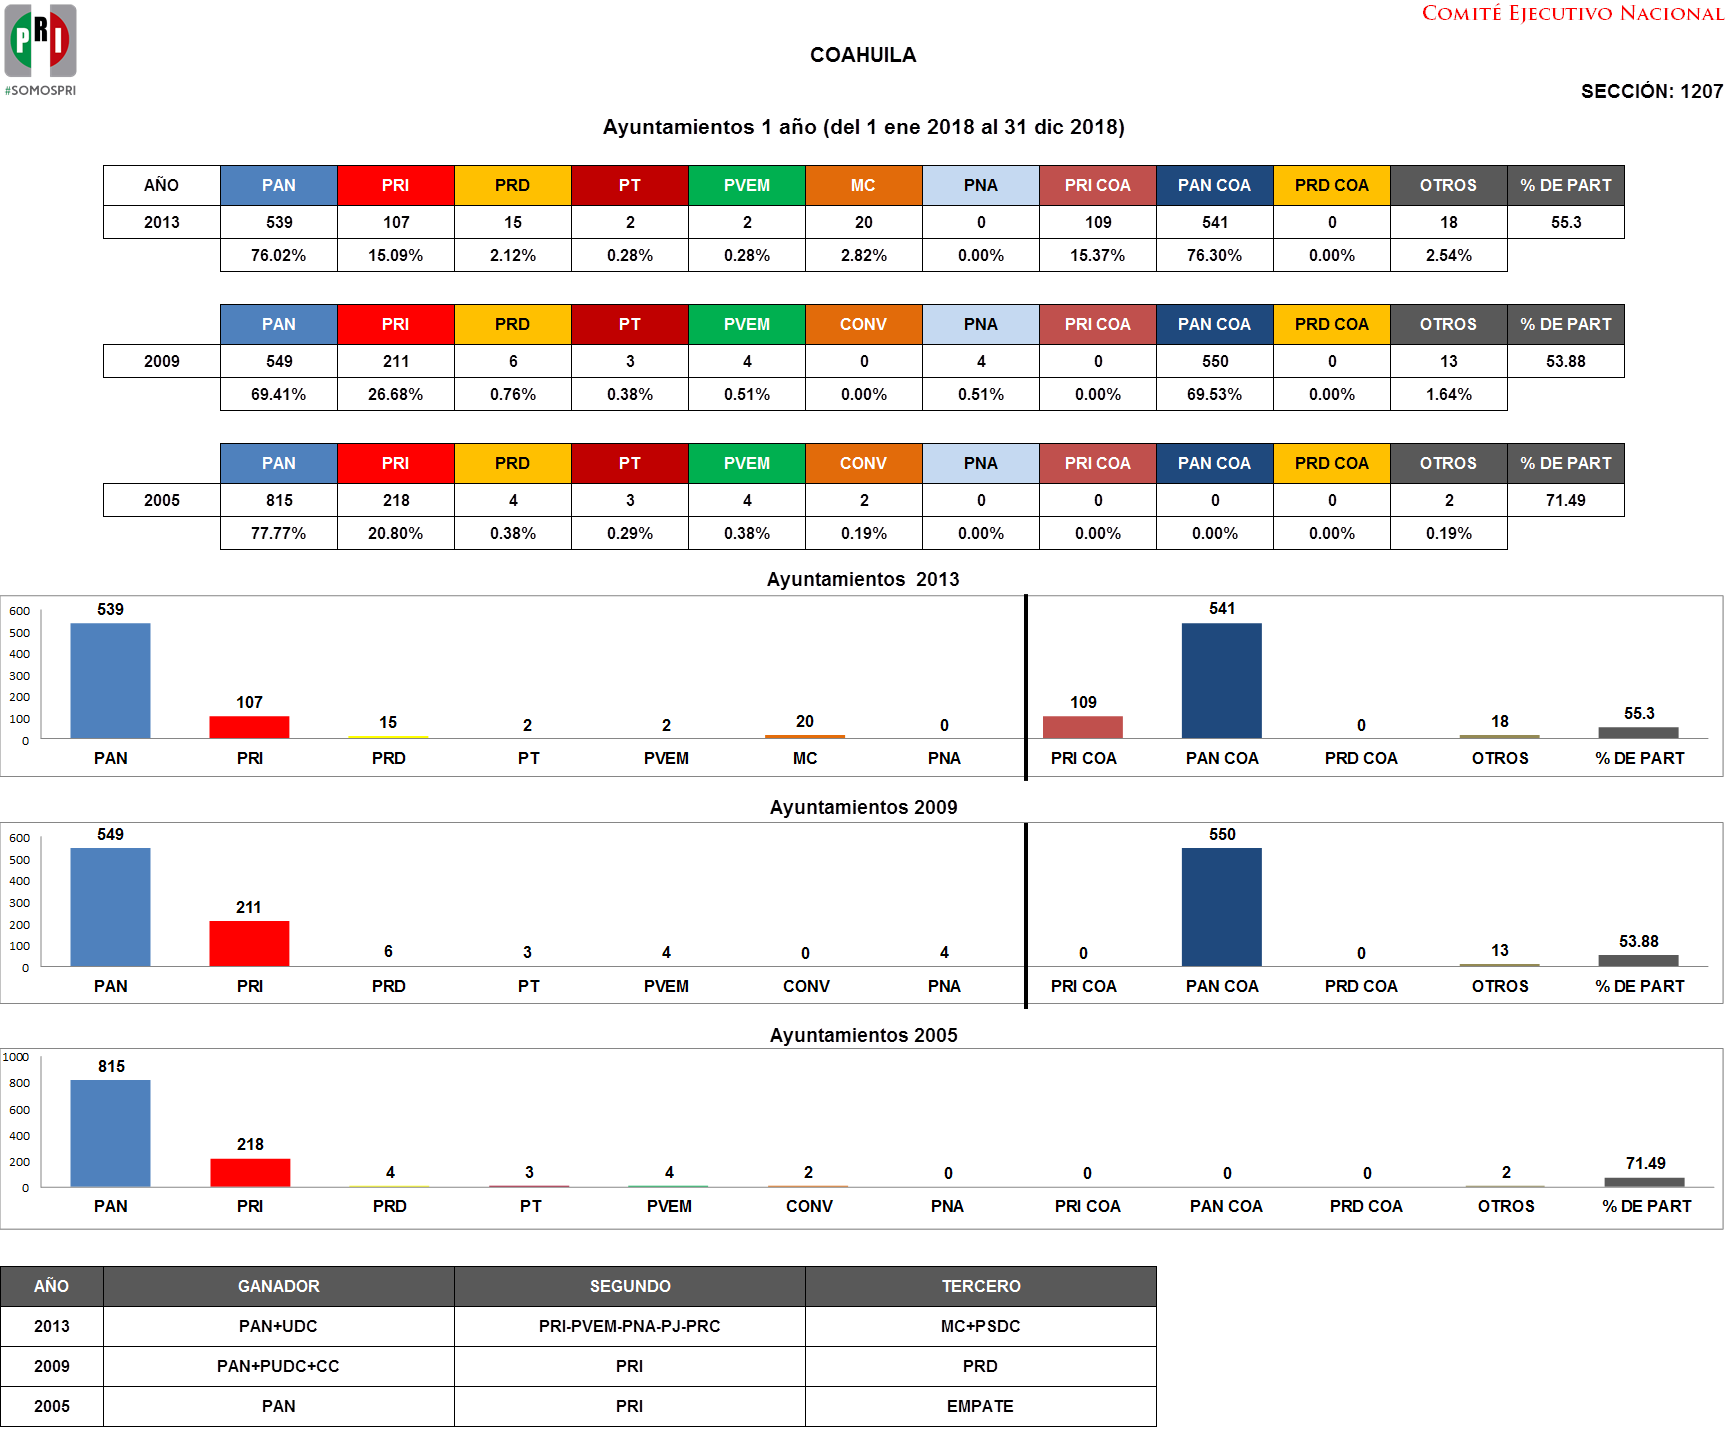 PRI
#SOMOSPRI
COMITÉ EJECUTIVO NACIONAL
COAHUILA
SECCIÓN: 1207
Ayuntamientos 1 año (del 1 ene 2018 al 31 dic 2018)
AÑO PAN PRI PRD PT PVEM MC PNA PRI COA PAN COA PRD COA OTROS % DE PART
2013 539 107 15 2 2 20 0 109 541 0 18 55.3
76.02% 15.09% 2.12% 0.28% 0.28% 2.82% 0.00% 15.37% 76.30% 0.00% 2.54%
PAN PRI PRD PT PVEM CONV PNA PRI COA PAN COA PRD COA OTROS % DE PART
2009 549 211 6 3 4 0 4 0 550 0 13 53.88
69.41% 26.68% 0.76% 0.38% 0.51% 0.00% 0.51% 0.00% 69.53% 0.00% 1.64%
PAN PRI PRD PT PVEM CONV PNA PRI COA PAN COA PRD COA OTROS % DE PART
2005 815 218 4 3 4 2 0 0 0 0 2 71.49
77.77% 20.80% 0.38% 0.29% 0.38% 0.19% 0.00% 0.00% 0.00% 0.00% 0.19%
Ayuntamientos 2013
600
500
400
300
200
100
0
539 107 15 2 2 20 0 109 541 0 18 55.3
PAN PRI PRD PT PVEM MC PNA PRI COA PAN COA PRD COA OTROS % DE PART
Ayuntamientos 2009
600
500
400
300
200
100
0
549 211 6 3 4 0 4 0 550 0 13 53.88
PAN PRI PRD PT PVEM CONV PNA PRI COA PAN COA PRD COA OTROS % DE PART
Ayuntamientos 2005
1000
800
600
400
200
0
815 218 4 3 4 2 0 0 0 0 2 71.49
PAN PRI PRD PT PVEM CONV PNA PRI COA PAN COA PRD COA OTROS % DE PART
AÑO GANADOR SEGUNDO TERCERO
2013 PAN+UDC PRI-PVEM-PNA-PJ-PRC MC+PSDC
2009 PAN+PUDC+CC PRI PRD
2005 PAN PRI EMPATE